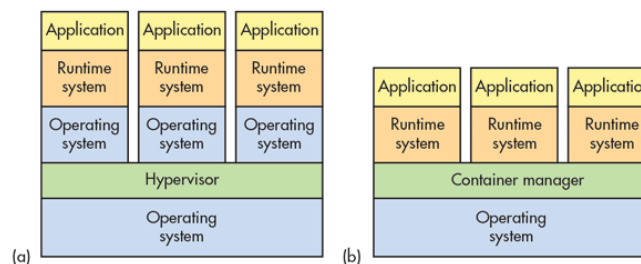 Application Application Application
Runtime system Runtime system Runtime system
Operating system Operating system Operating system
Hypervisor
Operating system
(a)
Application Application Applicatio
Runtime system Runtime system Runtime system
Container manager
Operating system
(b)